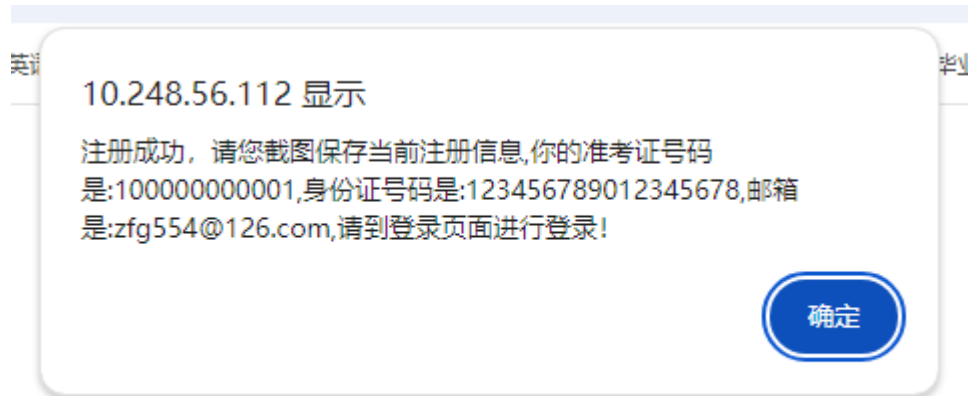 英语
毕业
10.248.56.112 显示
注册成功，请您截图保存当前注册信息,你的准考证号码
是:100000000001,身份证号码是:123456789012345678,邮箱
是:zfg554@126.com,请到登录页面进行登录!
确定